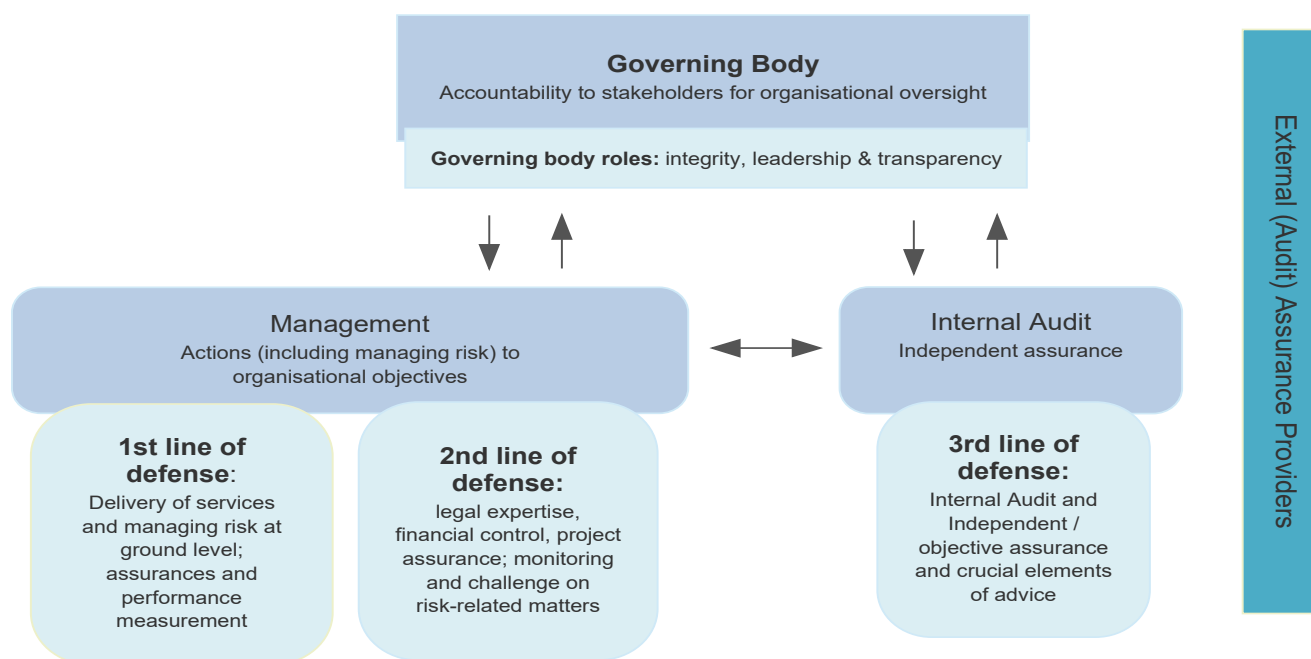 Governing Body
Accountability to stakeholders for organisational oversight
Governing body roles: integrity, leadership & transparency
Management
Actions (including managing risk) to
organisational objectives
Internal Audit
Independent assurance
1st line of
defense:
Delivery of services
and managing risk at
ground level;
assurances and
performance
measurement
2nd line of
defense:
legal expertise,
financial control, project
assurance; monitoring
and challenge on
risk-related matters
3rd line of
defense:
Internal Audit and
Independent /
objective assurance
and crucial elements
of advice
External (Audit) Assurance Providers